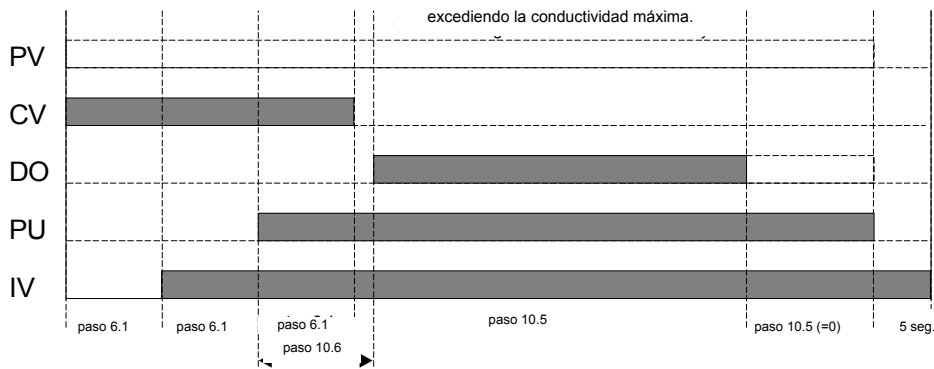 excediendo la conductividad máxima.
PV
CV
DO
PU
IV
paso 6.1
paso 6.1
paso 6.1
paso 10.5
paso 10.5 (=0)
5 seg.
paso 10.6